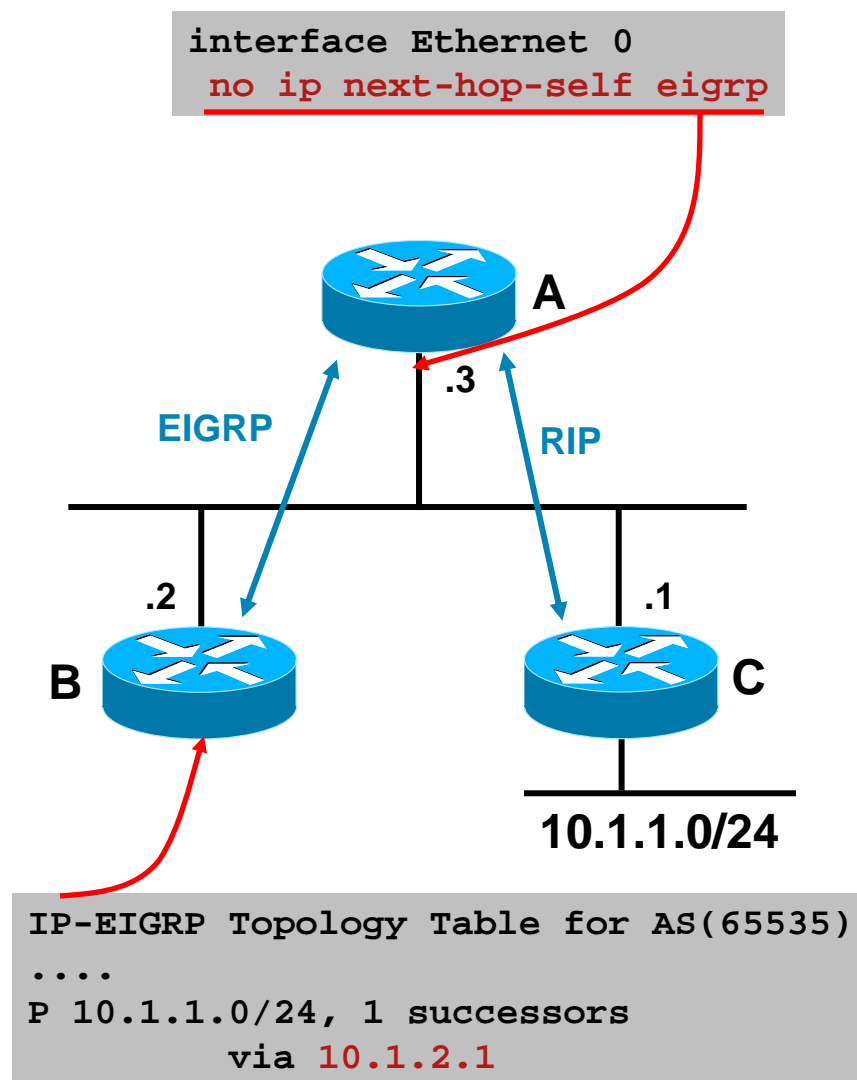 interface Ethernet 0
no ip next-hop-self eigrp
A
.3
EIGRP
RIP
.2
.1
B
C
10.1.1.0/24
IP-EIGRP Topology Table for AS(65535)
....
P 10.1.1.0/24, 1 successors
via 10.1.2.1